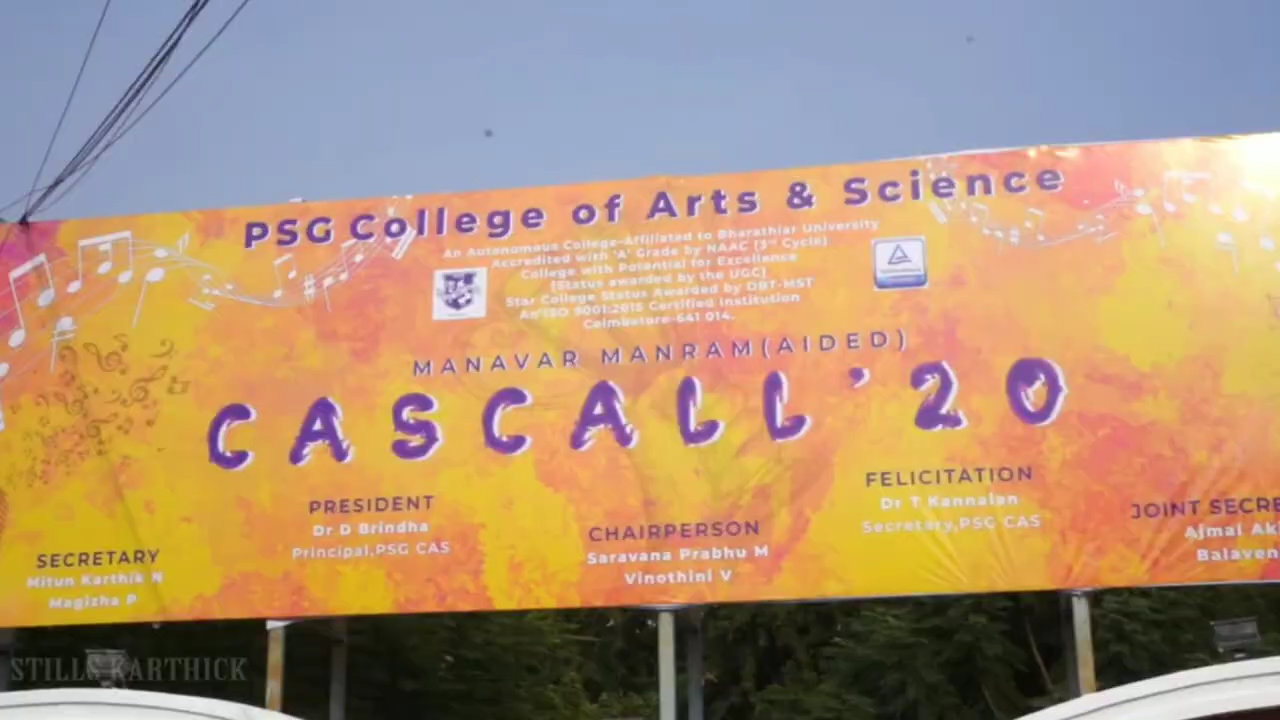 PSG College of Arts & Science
An Autonomous College-Affiliated to Bharathiar University
Accredited with 'A' Grade by NAAC (3rd Cycle)
College with Potential for Excellence
(Status awarded by the UGC)
Star College Status Awarded by DBT-MST
An ISO 9001:2015 Certified Institution
Coimbatore-641 014.
MANAVAR MANRAM(AIDED)
CASCALL'20
SECRETARY
Mitun Karthik N
Magizha P
PRESIDENT
Dr D Brindha
Principal,PSG CAS
CHAIRPERSON
Saravana Prabhu M
Vinothini V
FELICITATION
Dr T Kannaian
Secretary,PSG CAS
JOINT SECRE
Ajmal Ak
Balaven
STILLS KARTHICK